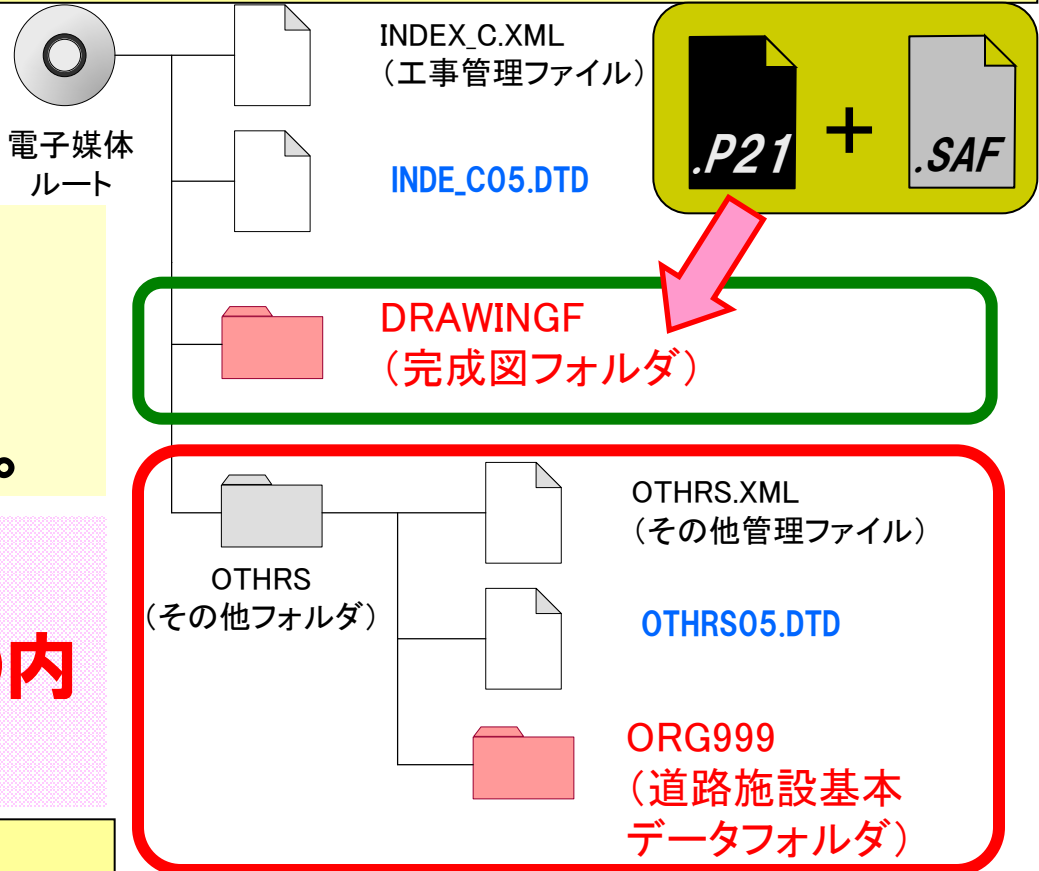 INDEX_C.XML
（工事管理ファイル）
電子媒体
ルート
INDE_C05.DTD
.P21
+
.SAF
DRAWINGF
（完成図フォルダ）
。
OTHRS.XML
（その他管理ファイル）
OTHRS
（その他フォルダ）
OTHRS05.DTD
内
ORG999
（道路施設基本
データフォルダ）